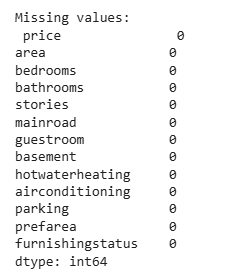 Missing values:
 price               0
area                0
bedrooms            0
bathrooms           0
stories             0
mainroad            0
guestroom           0
basement            0
hotwaterheating     0
airconditioning     0
parking             0
prefarea            0
furnishingstatus    0
dtype: int64